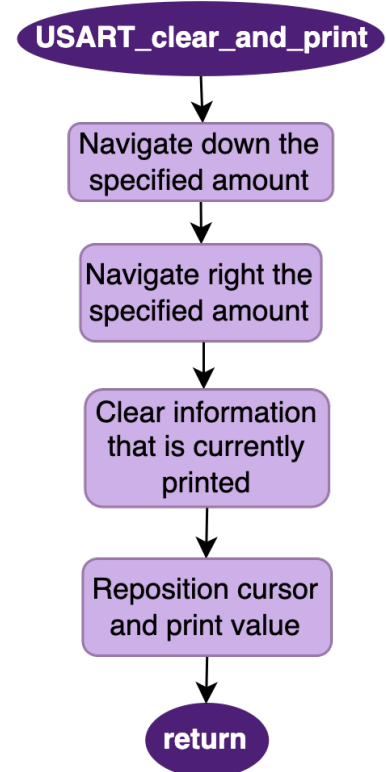 USART_clear_and_print
Navigate down the
specified amount
Navigate right the
specified amount
Clear information
that is currently
printed
Reposition cursor
and print value
return